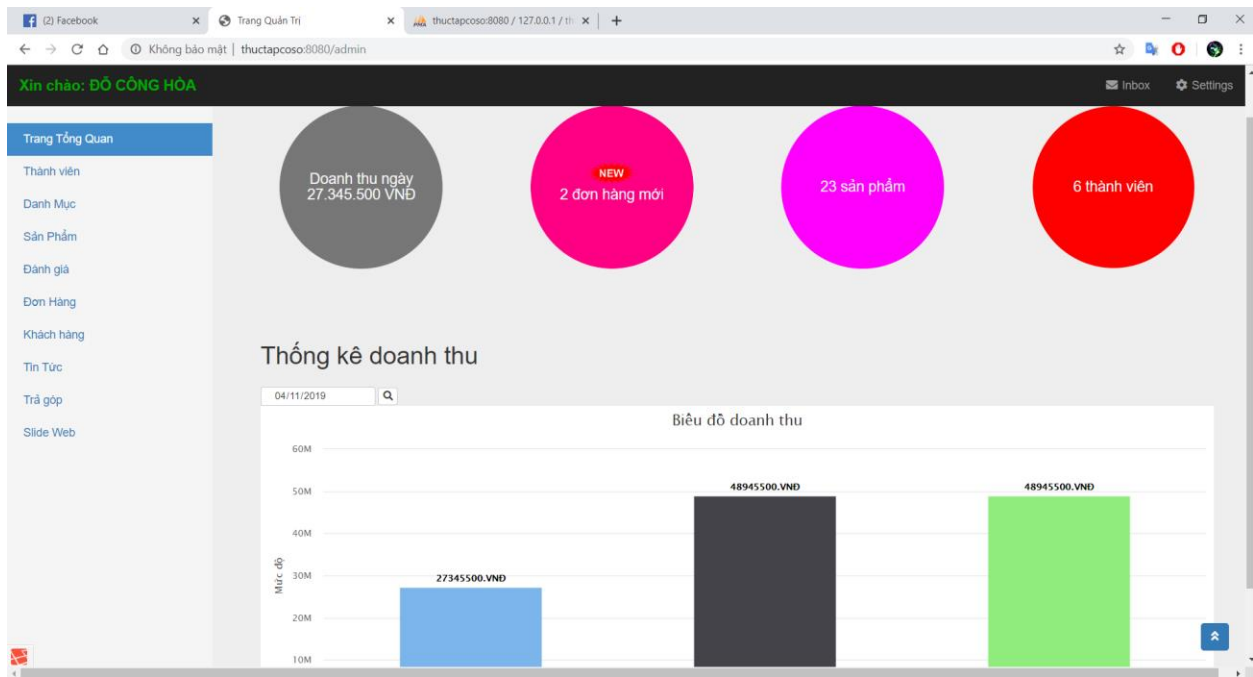 (2) Facebook
Trang Quản Trị
thuctapcoso:8080 / 127.0.0.1 / th
Không bảo mật | thuctapcoso:8080/admin
Xin chào: ĐỖ CÔNG HÒA
Inbox
Settings
Trang Tổng Quan
Thành viên
Danh Mục
Sản Phẩm
Đánh giá
Đơn Hàng
Khách hàng
Tin Tức
Trả góp
Slide Web
Doanh thu ngày
27.345.500 VNĐ
NEW
2 đơn hàng mới
23 sản phẩm
6 thành viên
Thống kê doanh thu
04/11/2019
Biểu đồ doanh thu
Mức độ
60M
50M
40M
30M
20M
10M
27345500.VNĐ
48945500.VNĐ
48945500.VNĐ